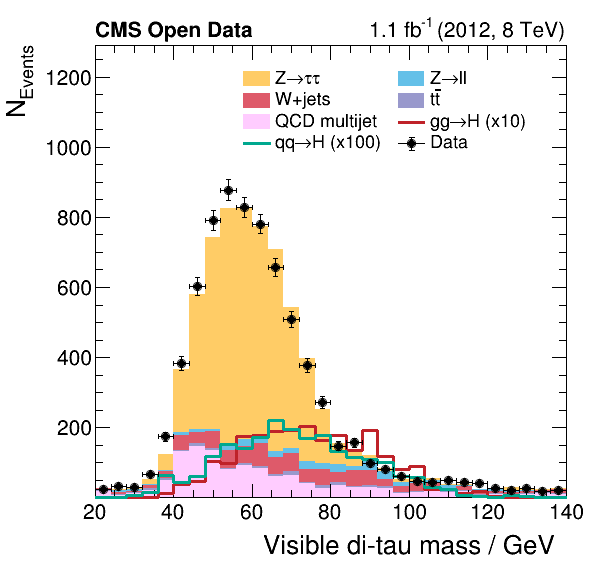 CMS Open Data 1.1 fb⁻¹ (2012, 8 TeV)
N_Events
1200
1000
800
600
400
200
Z→ττ Z→ll
W+jets tt̄
QCD multijet gg→H (x10)
qq→H (x100) Data
20 40 60 80 100 120 140
Visible di-tau mass / GeV